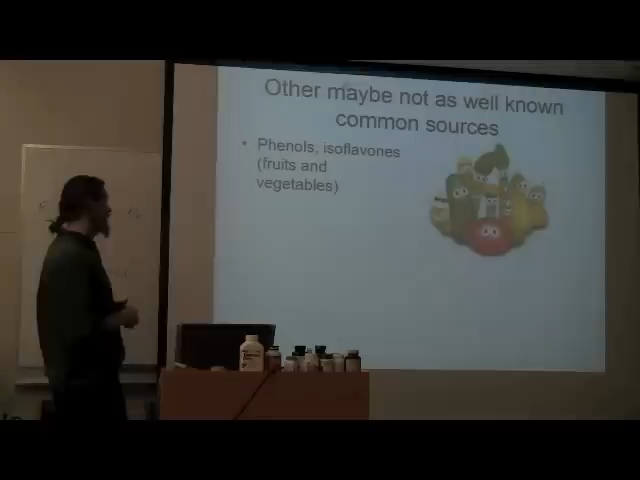 Other maybe not as well known
common sources
• Phenols, isoflavones
(fruits and
vegetables)